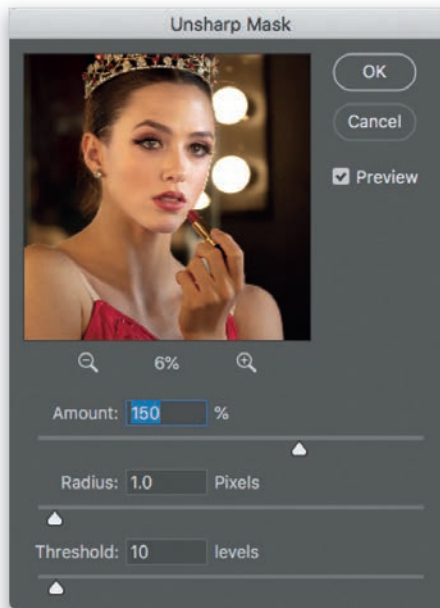 Unsharp Mask
OK
Cancel
Preview
6%
Amount: 150 %
Radius: 1.0 Pixels
Threshold: 10 levels